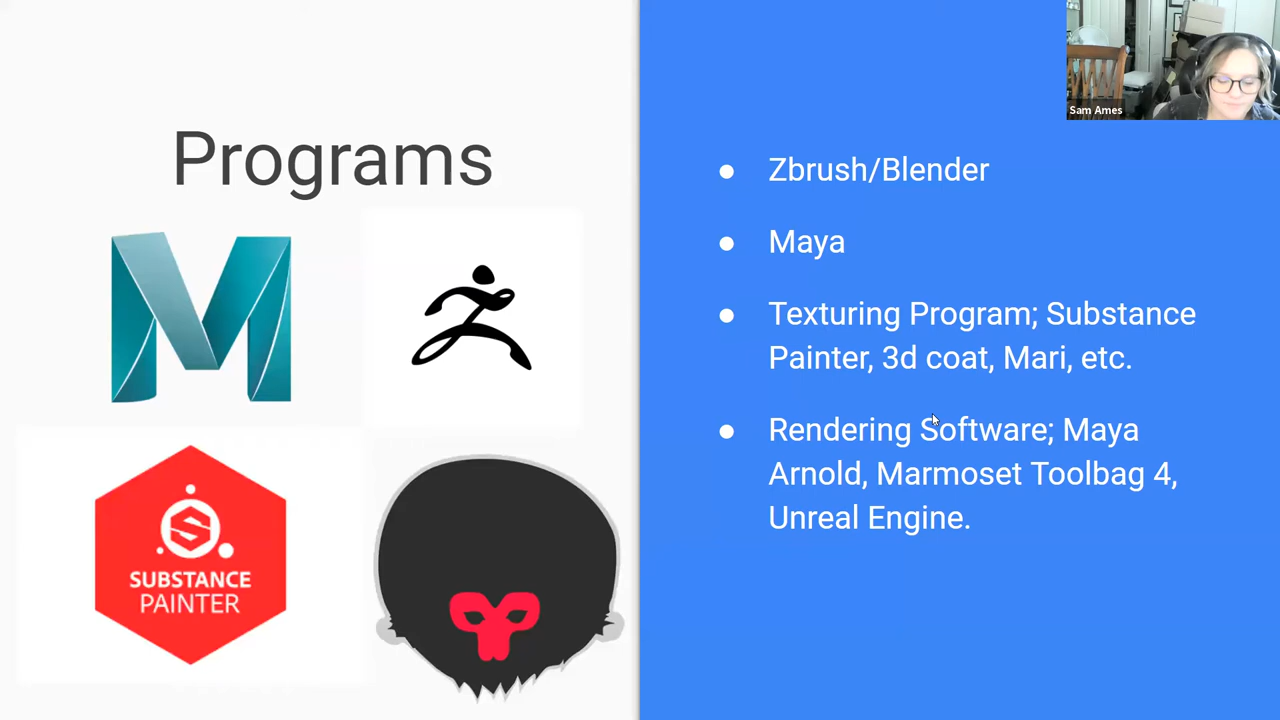 Programs
SUBSTANCE
PAINTER
Zbrush/Blender
Maya
Texturing Program; Substance
Painter, 3d coat, Mari, etc.
Rendering Software; Maya
Arnold, Marmoset Toolbag 4,
Unreal Engine.
Sam Ames